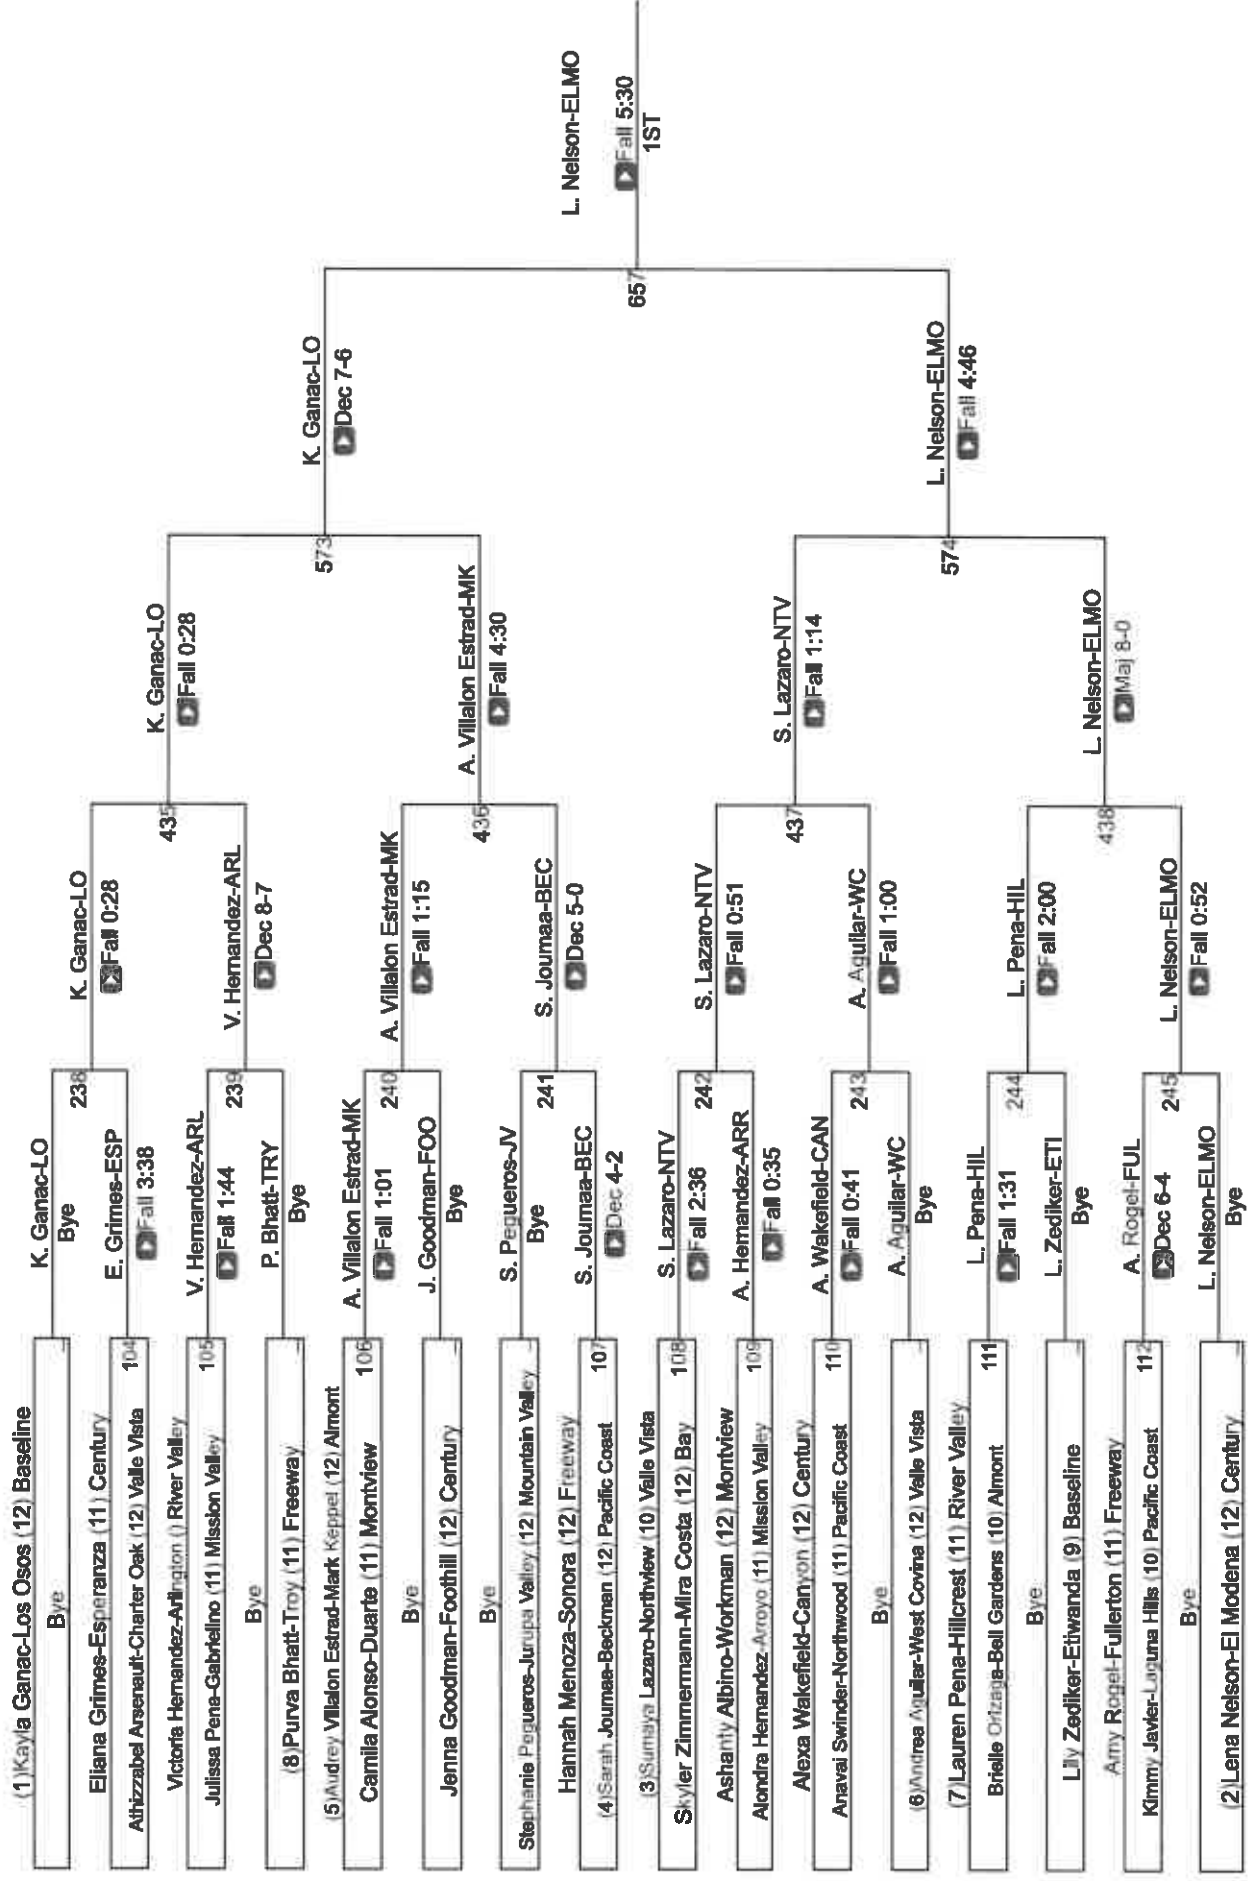 (1)Kayla Ganac-Los Osos (12) Baseline
Bye
Eliana Grimes-Esperanza (11) Century
Athizzabel Arsenault-Charter Oak (12) Valle Vista
104
Victoria Hernandez-Arlington () River Valley
Julissa Pena-Gabrielino (11) Mission Valley
105
Bye
(8)Purva Bhatt-Troy (11) Freeway
(5)Audrey Villalon Estrad-Mark Keppel (12) Almont
Camila Alonso-Duarte (11) Montview
106
Bye
Jenna Goodman-Foothill (12) Century
Bye
Stephanie Pegueros-Jurupa Valley (12) Mountain Valley
Hannah Menoza-Sonora (12) Freeway
(4)Sarah Joumaa-Beckman (12) Pacific Coast
107
(3)Sumaya Lazaro-Northview (10) Valle Vista
Skyler Zimmermann-Mira Costa (12) Bay
108
Ashanty Albino-Workman (12) Montview
Alondra Hernandez-Arroyo (11) Mission Valley
109
Alexa Wakefield-Canyon (12) Century
Anavai Swinder-Northwood (11) Pacific Coast
110
Bye
(6)Andrea Aguilar-West Covina (12) Valle Vista
(7)Lauren Pena-Hillcrest (11) River Valley
Brielle Orizaga-Bell Gardens (10) Almont
111
Bye
Lily Zediker-Etiwanda (9) Baseline
Amy Rogel-Fullerton (11) Freeway
Kimmy Javier-Laguna Hills (10) Pacific Coast
112
Bye
(2)Lena Nelson-El Modena (12) Century
K. Ganac-LO
Bye
238
E. Grimes-ESP
Fall 3:38
V. Hernandez-ARL
Fall 1:44
239
P. Bhatt-TRY
Bye
A. Villalon Estrad-MK
Fall 1:01
240
J. Goodman-FOO
Bye
S. Pegueros-JV
Bye
241
S. Joumaa-BEC
Dec 4-2
S. Lazaro-NTV
Fall 2:36
242
A. Hernandez-ARR
Fall 0:35
A. Wakefield-CAN
Fall 0:41
243
A. Aguilar-WC
Bye
L. Pena-HIL
Fall 1:31
244
L. Zediker-ETI
Bye
A. Rogel-FUL
Dec 6-4
245
L. Nelson-ELMO
Bye
K. Ganac-LO
Fall 0:28
435
V. Hernandez-ARL
Dec 8-7
A. Villalon Estrad-MK
Fall 1:15
436
S. Joumaa-BEC
Dec 5-0
S. Lazaro-NTV
Fall 0:51
437
A. Aguilar-WC
Fall 1:00
L. Pena-HIL
Fall 2:00
438
L. Nelson-ELMO
Fall 0:52
K. Ganac-LO
Fall 0:28
573
A. Villalon Estrad-MK
Fall 4:30
S. Lazaro-NTV
Fall 1:14
574
L. Nelson-ELMO
Maj 8-0
K. Ganac-LO
Dec 7-6
657
L. Nelson-ELMO
Fall 4:46
L. Nelson-ELMO
Fall 5:30
1ST